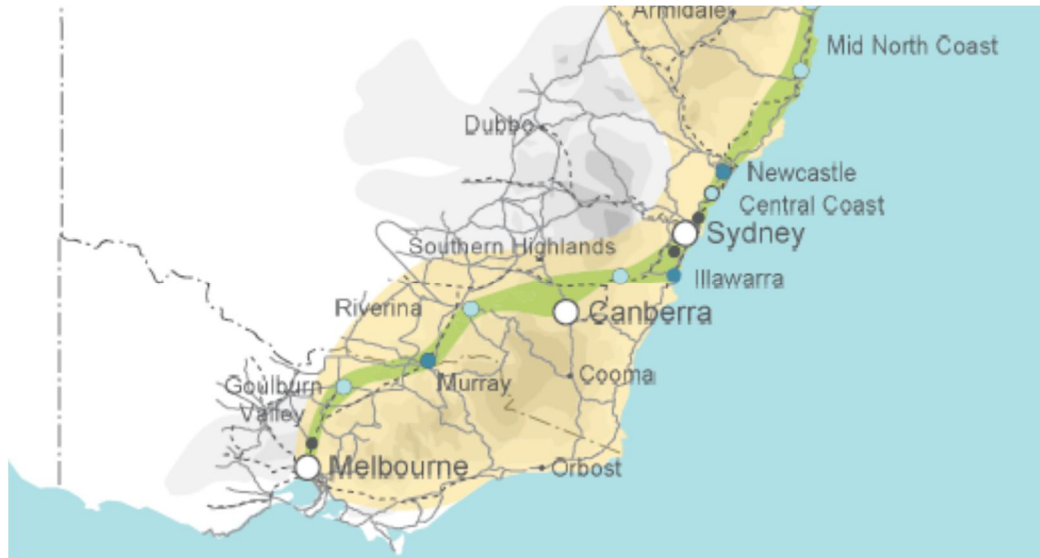 Armidale
Mid North Coast
Dubbo
Newcastle
Central Coast
Sydney
Southern Highlands
Illawarra
Riverina
Canberra
Murray
Cooma
Goulburn
Valley
Melbourne
Orbost